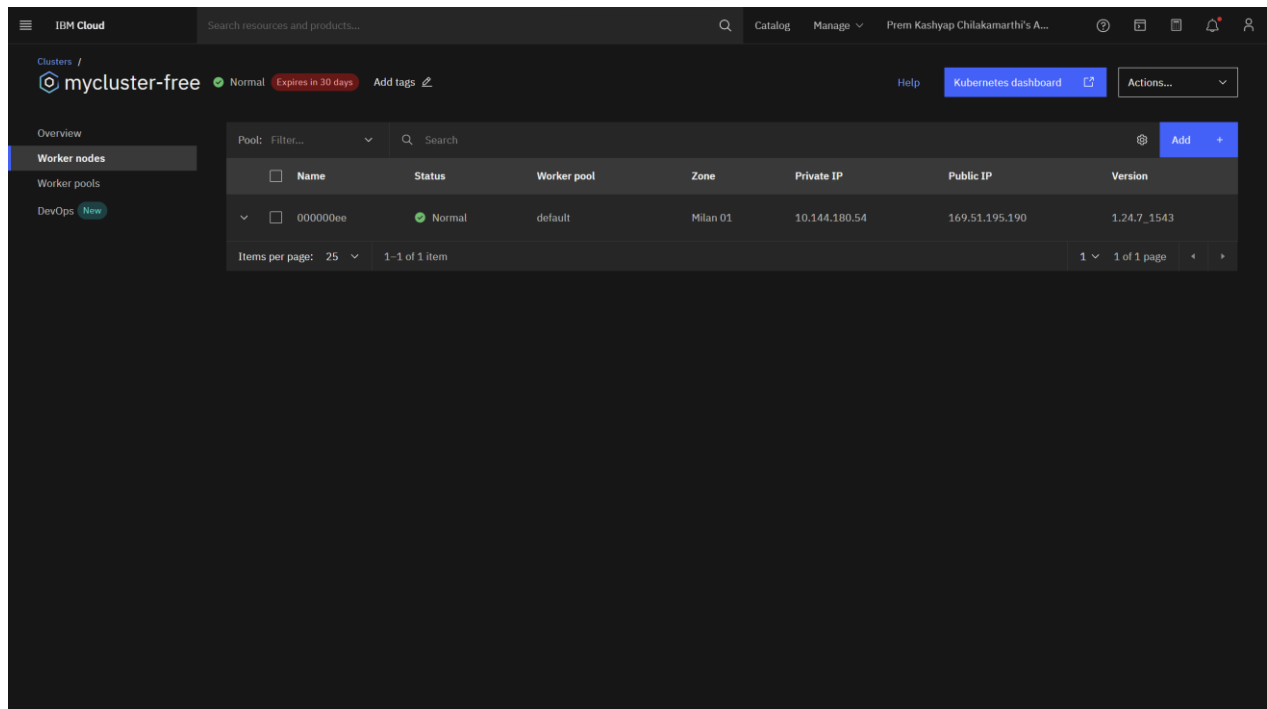 IBM Cloud Search resources and products... Catalog Manage Prem Kashyap Chilakamarthi's A...
Clusters /
mycluster-free Normal Expires in 30 days Add tags Help Kubernetes dashboard Actions...
Overview
Worker nodes
Worker pools
DevOps New
Pool: Filter... Search Add +
Name Status Worker pool Zone Private IP Public IP Version
000000ee Normal default Milan 01 10.144.180.54 169.51.195.190 1.24.7_1543
Items per page: 25 1–1 of 1 item 1 1 of 1 page